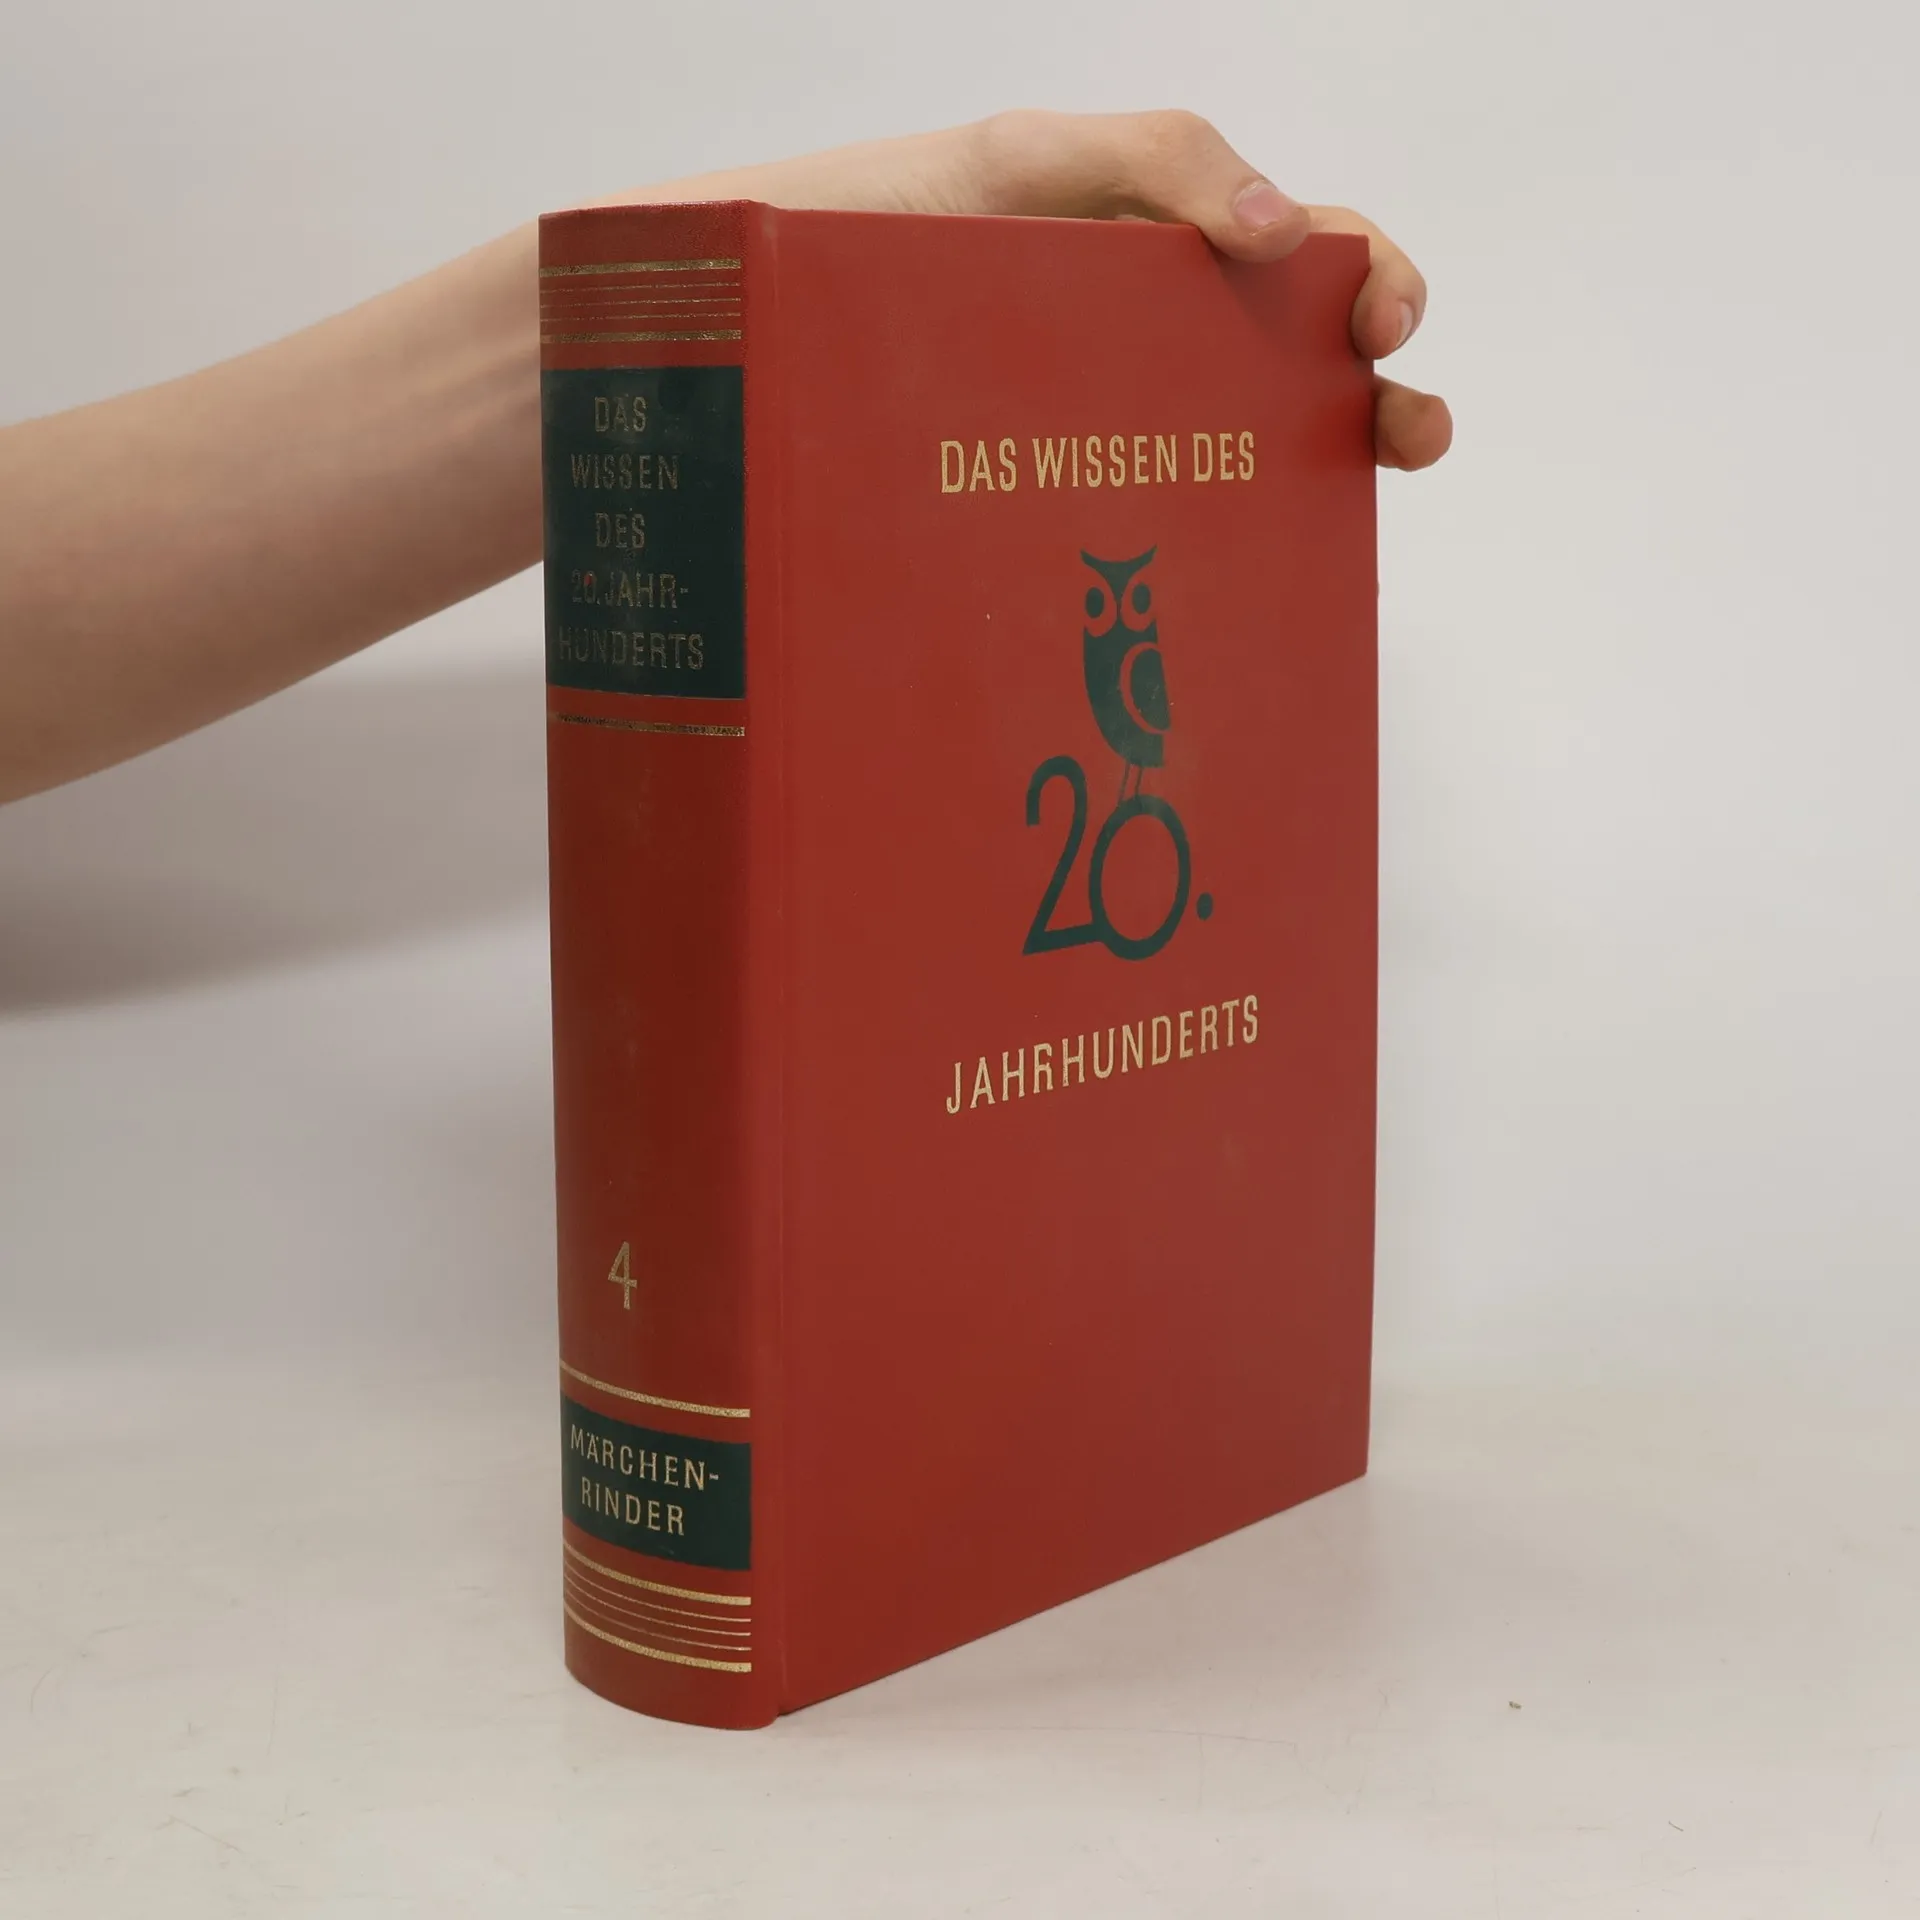 DAS
WISSEN
DES
20. JAHR-
HUNDERTS
4
MÄRCHEN-
RINDER
DAS WISSEN DES
20.
JAHRHUNDERTS